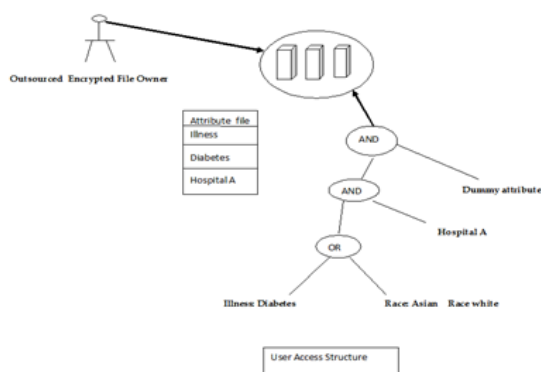 Outsourced Encrypted File Owner
Attribute file
Illness
Diabetes
Hospital A
AND
Dummy attribute
AND
Hospital A
OR
Illness: Diabetes
Race: Asian Race white
User Access Structure